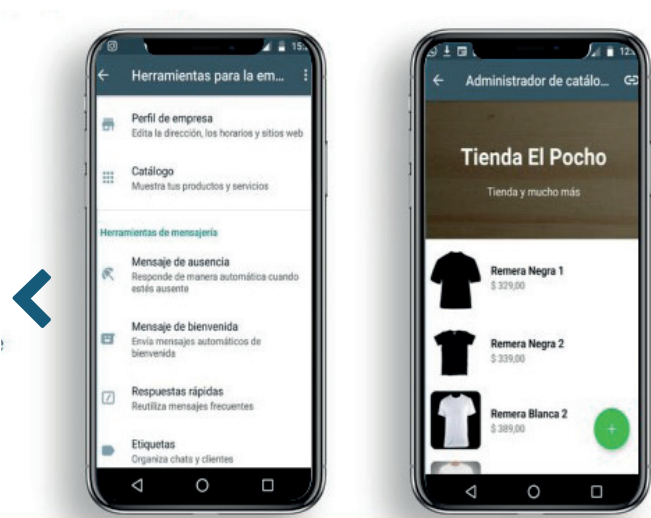 15:
Herramientas para la em...
Perfil de empresa
Edita la dirección, los horarios y sitios web
Catálogo
Muestra tus productos y servicios
Herramientas de mensajería
Mensaje de ausencia
Responde de manera automática cuando
estés ausente
Mensaje de bienvenida
Envía mensajes automáticos de
bienvenida
Respuestas rápidas
Reutiliza mensajes frecuentes
Etiquetas
Organiza chats y clientes
12:
Administrador de catálo...
Tienda El Pocho
Tienda y mucho más
Remera Negra 1
$ 329,00
Remera Negra 2
$ 339,00
Remera Blanca 2
$ 389,00